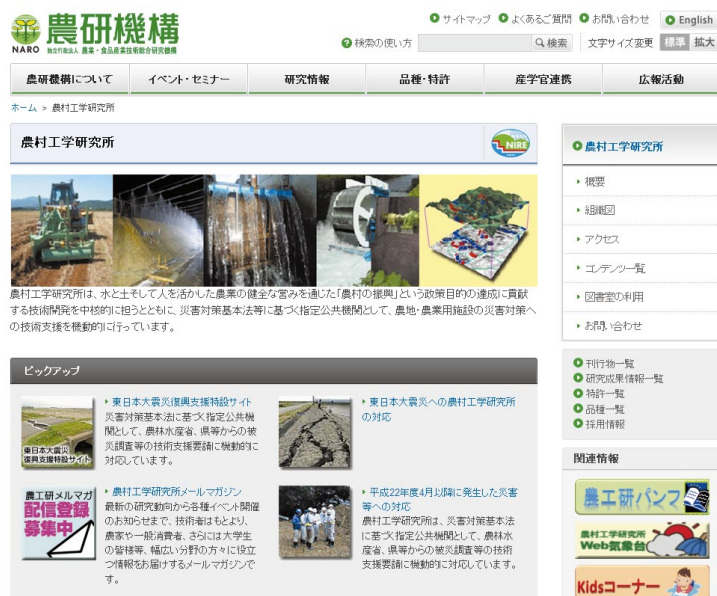 サイトマップ よくあるご質問 お問い合わせ English
農研機構
NARO 独立行政法人 農業・食品産業技術総合研究機構
検索の使い方 検索 文字サイズ変更 標準 拡大
農研機構について イベント・セミナー 研究情報 品種・特許 産学官連携 広報活動
ホーム > 農村工学研究所
農村工学研究所
NIRE
農村工学研究所は、水と土そして人を活かした農業の健全な営みを通じた「農村の振興」という政策目的の達成に貢献
する技術開発を中核的に担うとともに、災害対策基本法等に基づく指定公共機関として、農地・農業用施設の災害対策へ
の技術支援を機動的に行っています。
ピックアップ
東日本大震災
復興支援特設サイト
東日本大震災復興支援特設サイト
災害対策基本法に基づく指定公共機
関として、農林水産省、県等からの被
災調査等の技術支援要請に機動的に
対応しています。
東日本大震災への農村工学研究所
の対応
農工研メルマガ
配信登録
募集中
農村工学研究所メールマガジン
最新の研究動向から各種イベント開催
のお知らせまで、技術者はもとより、
農家や一般消費者、さらには大学生
の皆様等、幅広い分野の方々に役立
つ情報をお届けするメールマガジンで
す。
平成22年度4月以降に発生した災害
等への対応
農村工学研究所は、災害対策基本法
に基づく指定公共機関として、農林水
産省、県等からの被災調査等の技術
支援要請に機動的に対応しています。
農村工学研究所
概要
組織図
アクセス
コンテンツ一覧
図書室の利用
お問い合わせ
刊行物一覧
研究成果情報一覧
特許一覧
品種一覧
採用情報
関連情報
農工研パンフ
農村工学研究所
Web気象台
Kidsコーナー